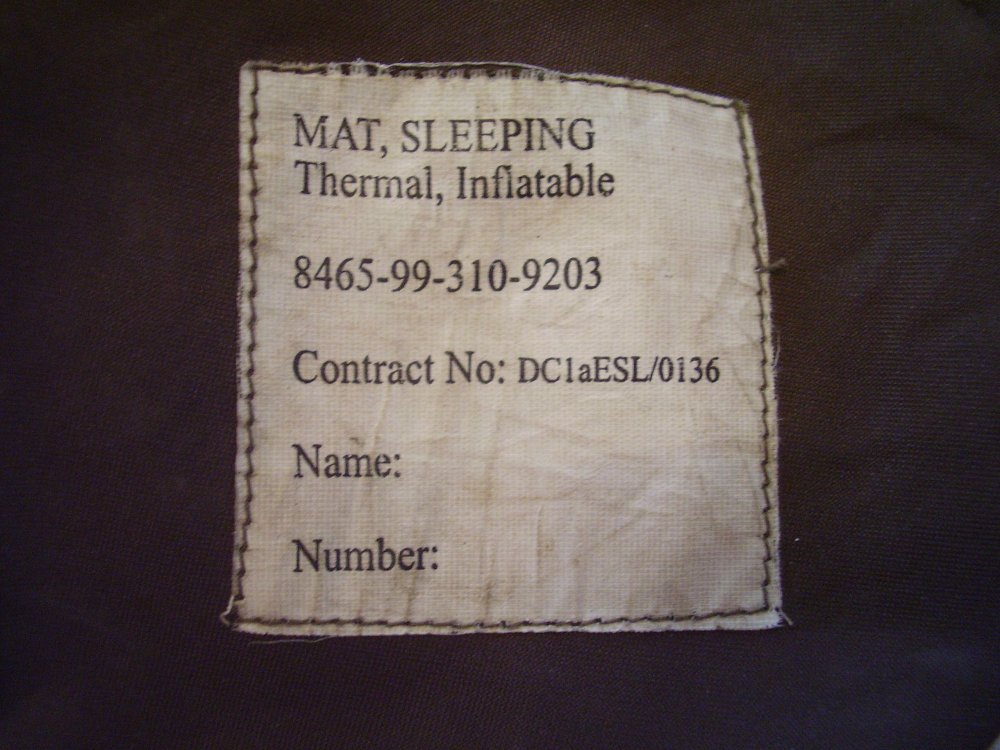 MAT, SLEEPING
Thermal, Inflatable
8465-99-310-9203
Contract No: DC1aESL/0136
Name:
Number: